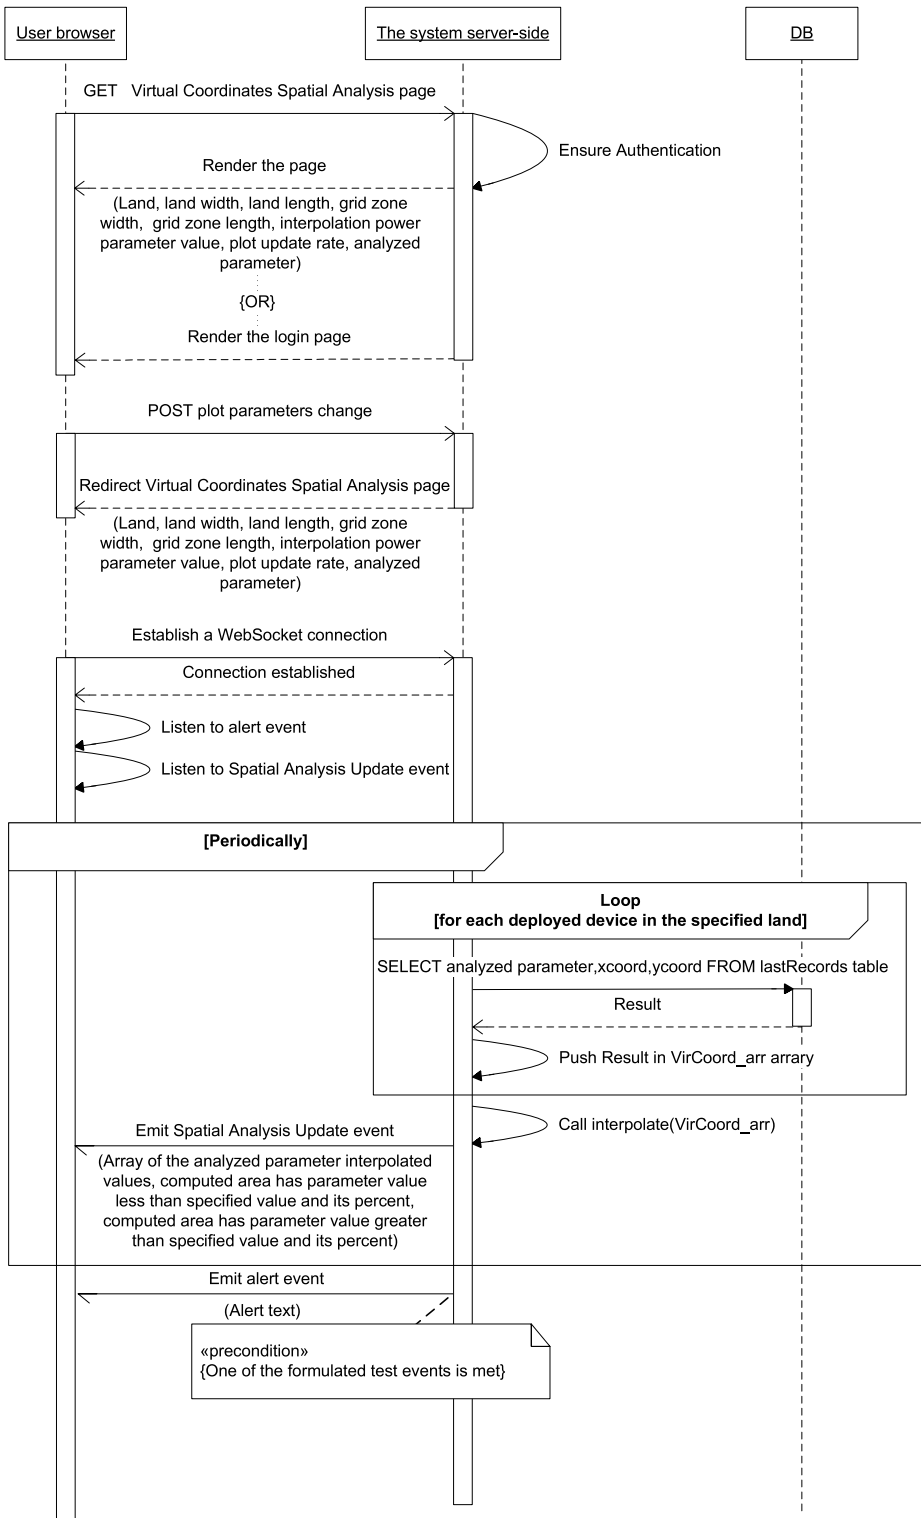 User browser
The system server-side
DB
GET   Virtual Coordinates Spatial Analysis page
Ensure Authentication
Render the page
(Land, land width, land length, grid zone
width,  grid zone length, interpolation power
parameter value, plot update rate, analyzed
parameter)
{OR}
Render the login page
POST plot parameters change
Redirect Virtual Coordinates Spatial Analysis page
(Land, land width, land length, grid zone
width,  grid zone length, interpolation power
parameter value, plot update rate, analyzed
parameter)
Establish a WebSocket connection
Connection established
Listen to alert event
Listen to Spatial Analysis Update event
[Periodically]
Loop
[for each deployed device in the specified land]
SELECT analyzed parameter,xcoord,ycoord FROM lastRecords table
Result
Push Result in VirCoord_arr arrary
Call interpolate(VirCoord_arr)
Emit Spatial Analysis Update event
(Array of the analyzed parameter interpolated
values, computed area has parameter value
less than specified value and its percent,
computed area has parameter value greater
than specified value and its percent)
Emit alert event
(Alert text)
«precondition»
{One of the formulated test events is met}